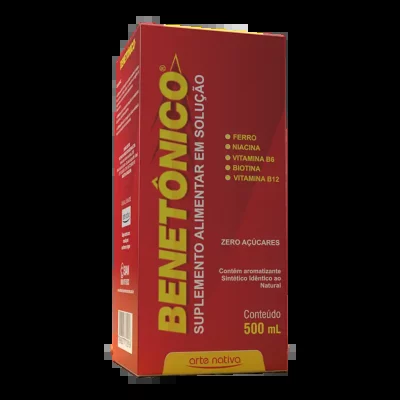 BENETÔNICO®
SUPLEMENTO ALIMENTAR EM SOLUÇÃO
FERRO
NIACINA
VITAMINA B6
BIOTINA
VITAMINA B12
ZERO AÇÚCARES
Contém aromatizante
Sintético Idêntico ao
Natural
Conteúdo
500 mL
arte nativa
BENETÔNICO